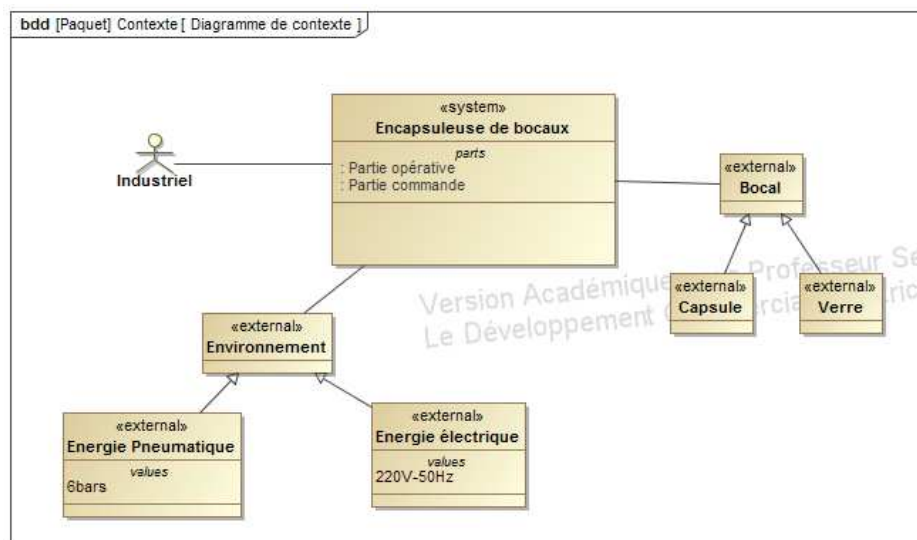 bdd [Paquet] Contexte [ Diagramme de contexte ]
«system»
Encapsuleuse de bocaux
parts
: Partie opérative
: Partie commande
Industriel
«external»
Bocal
«external»
Capsule
«external»
Verre
Version Académique Professeur Se
Le Développement
«external»
Environnement
«external»
Energie Pneumatique
values
6bars
«external»
Energie électrique
values
220V-50Hz